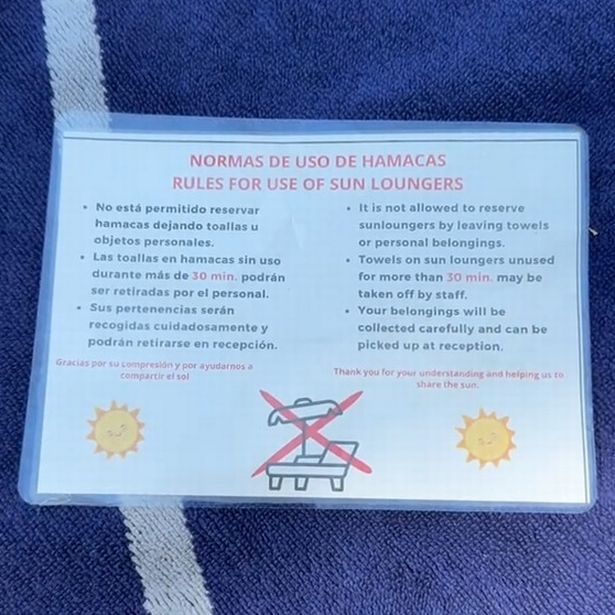 NORMAS DE USO DE HAMACAS
RULES FOR USE OF SUN LOUNGERS
• No está permitido reservar
hamacas dejando toallas u
objetos personales.
• Las toallas en hamacas sin uso
durante más de 30 min. podrán
ser retiradas por el personal.
• Sus pertenencias serán
recogidas cuidadosamente y
podrán retirarse en recepción.
Gracias por su compresión y por ayudarnos a
compartir el sol
• It is not allowed to reserve
sunloungers by leaving towels
or personal belongings.
• Towels on sun loungers unused
for more than 30 min. may be
taken off by staff.
• Your belongings will be
collected carefully and can be
picked up at reception.
Thank you for your understanding and helping us to
share the sun.